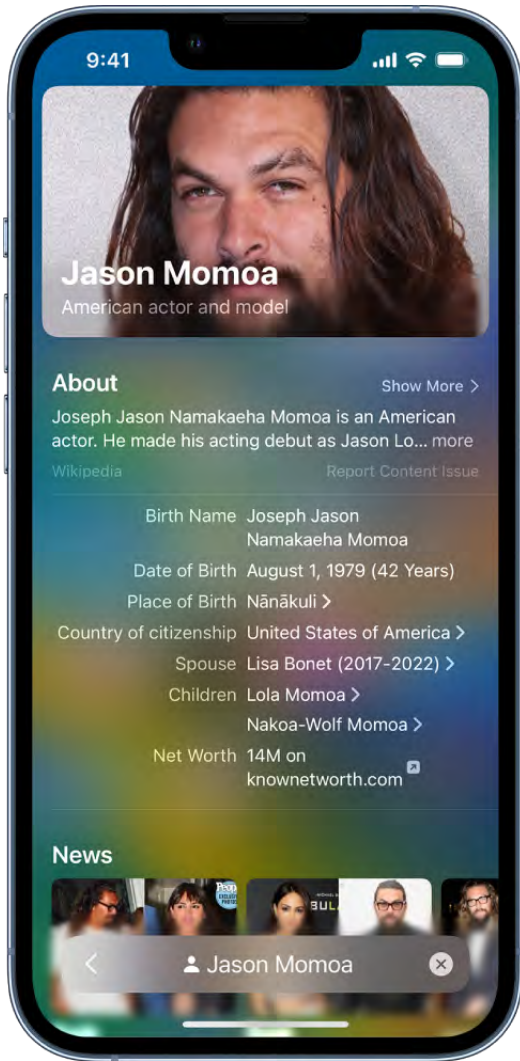 9:41
Jason Momoa
American actor and model
About
Show More >
Joseph Jason Namakaeha Momoa is an American
actor. He made his acting debut as Jason Lo... more
Wikipedia
Report Content Issue
Birth Name Joseph Jason
Namakaeha Momoa
Date of Birth August 1, 1979 (42 Years)
Place of Birth Nānākuli >
Country of citizenship United States of America >
Spouse Lisa Bonet (2017-2022) >
Children Lola Momoa >
Nakoa-Wolf Momoa >
Net Worth 14M on
knownetworth.com
News
People
BUL
Jason Momoa